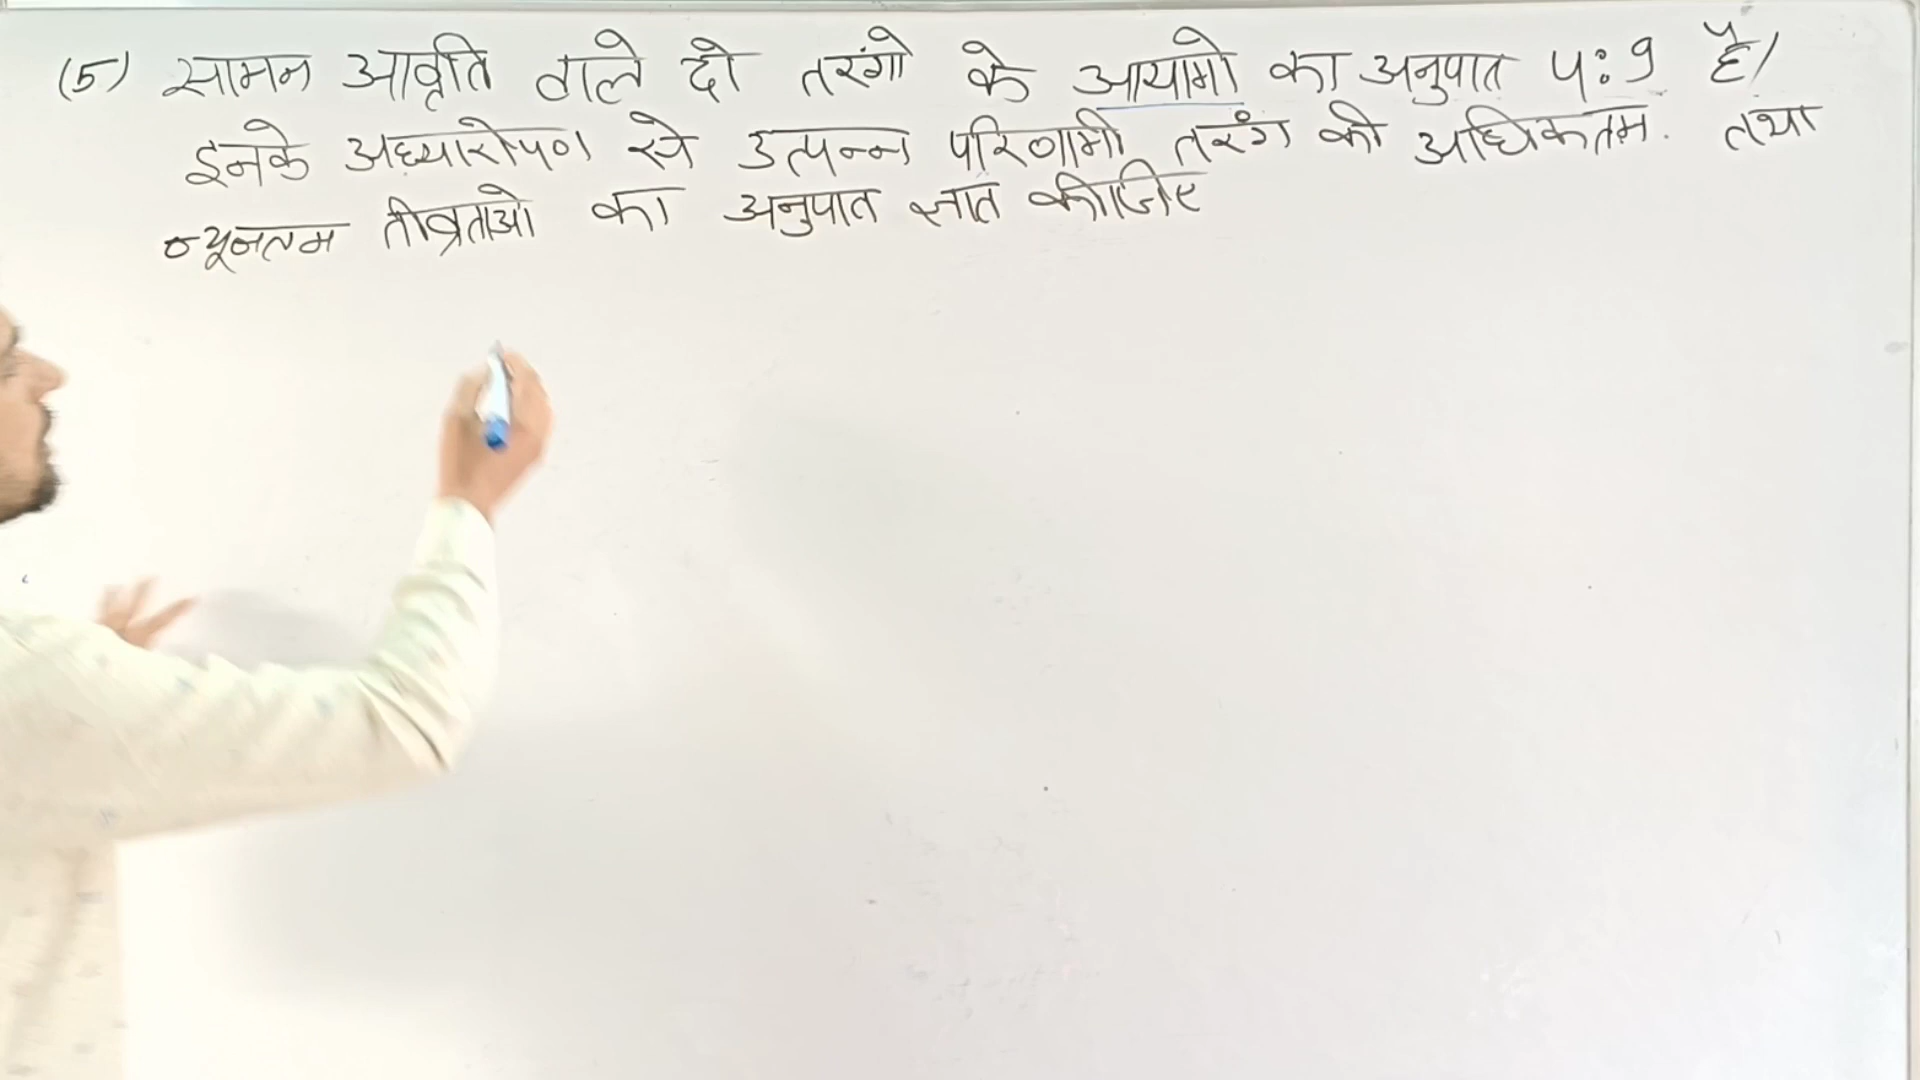 (5) सामन आवृति वाले दो तरंगो के आयामो का अनुपात 4:9 है/
इनके अध्यारोपण से उत्पन्न परिणामी तरंग की अधिकतम. तथा
न्यूनतम तीव्रताओ का अनुपात ज्ञात कीजिए